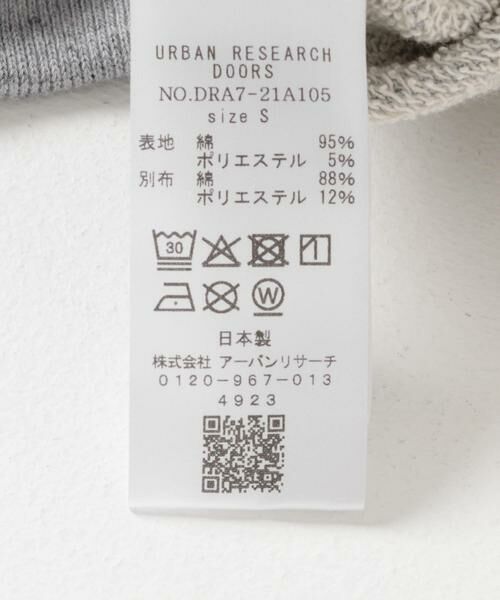 URBAN RESEARCH
DOORS
NO.DRA7-21A105
size S
表地 綿 95%
ポリエステル 5%
別布 綿 88%
ポリエステル 12%
30
W
日本製
株式会社 アーバンリサーチ
0120-967-013
4923